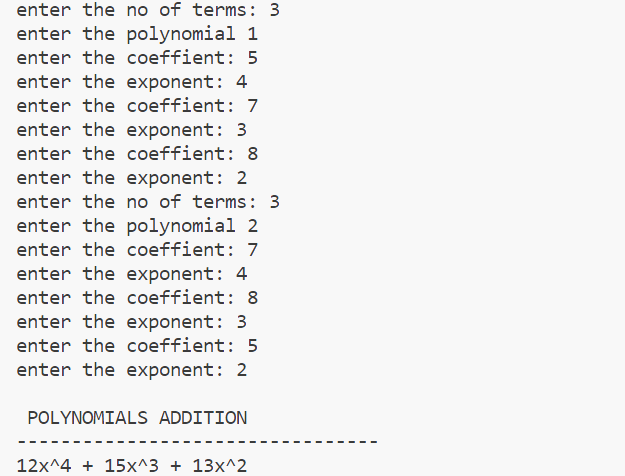 enter the no of terms: 3
enter the polynomial 1
enter the coeffient: 5
enter the exponent: 4
enter the coeffient: 7
enter the exponent: 3
enter the coeffient: 8
enter the exponent: 2
enter the no of terms: 3
enter the polynomial 2
enter the coeffient: 7
enter the exponent: 4
enter the coeffient: 8
enter the exponent: 3
enter the coeffient: 5
enter the exponent: 2
POLYNOMIALS ADDITION
---------------------------------
12x^4 + 15x^3 + 13x^2